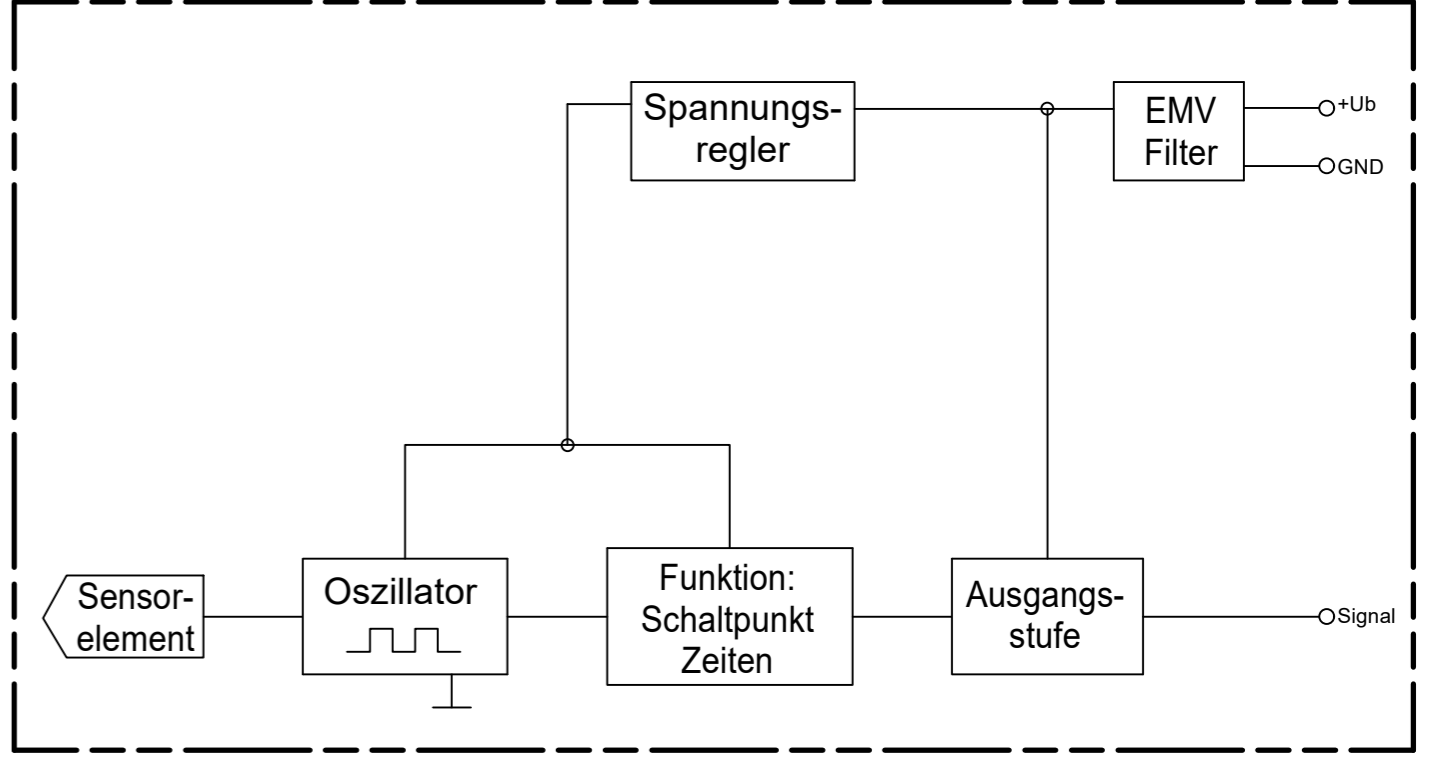 Spannungs-
regler
EMV
Filter
+Ub
GND
Sensor-
element
Oszillator
Funktion:
Schaltpunkt
Zeiten
Ausgangs-
stufe
Signal